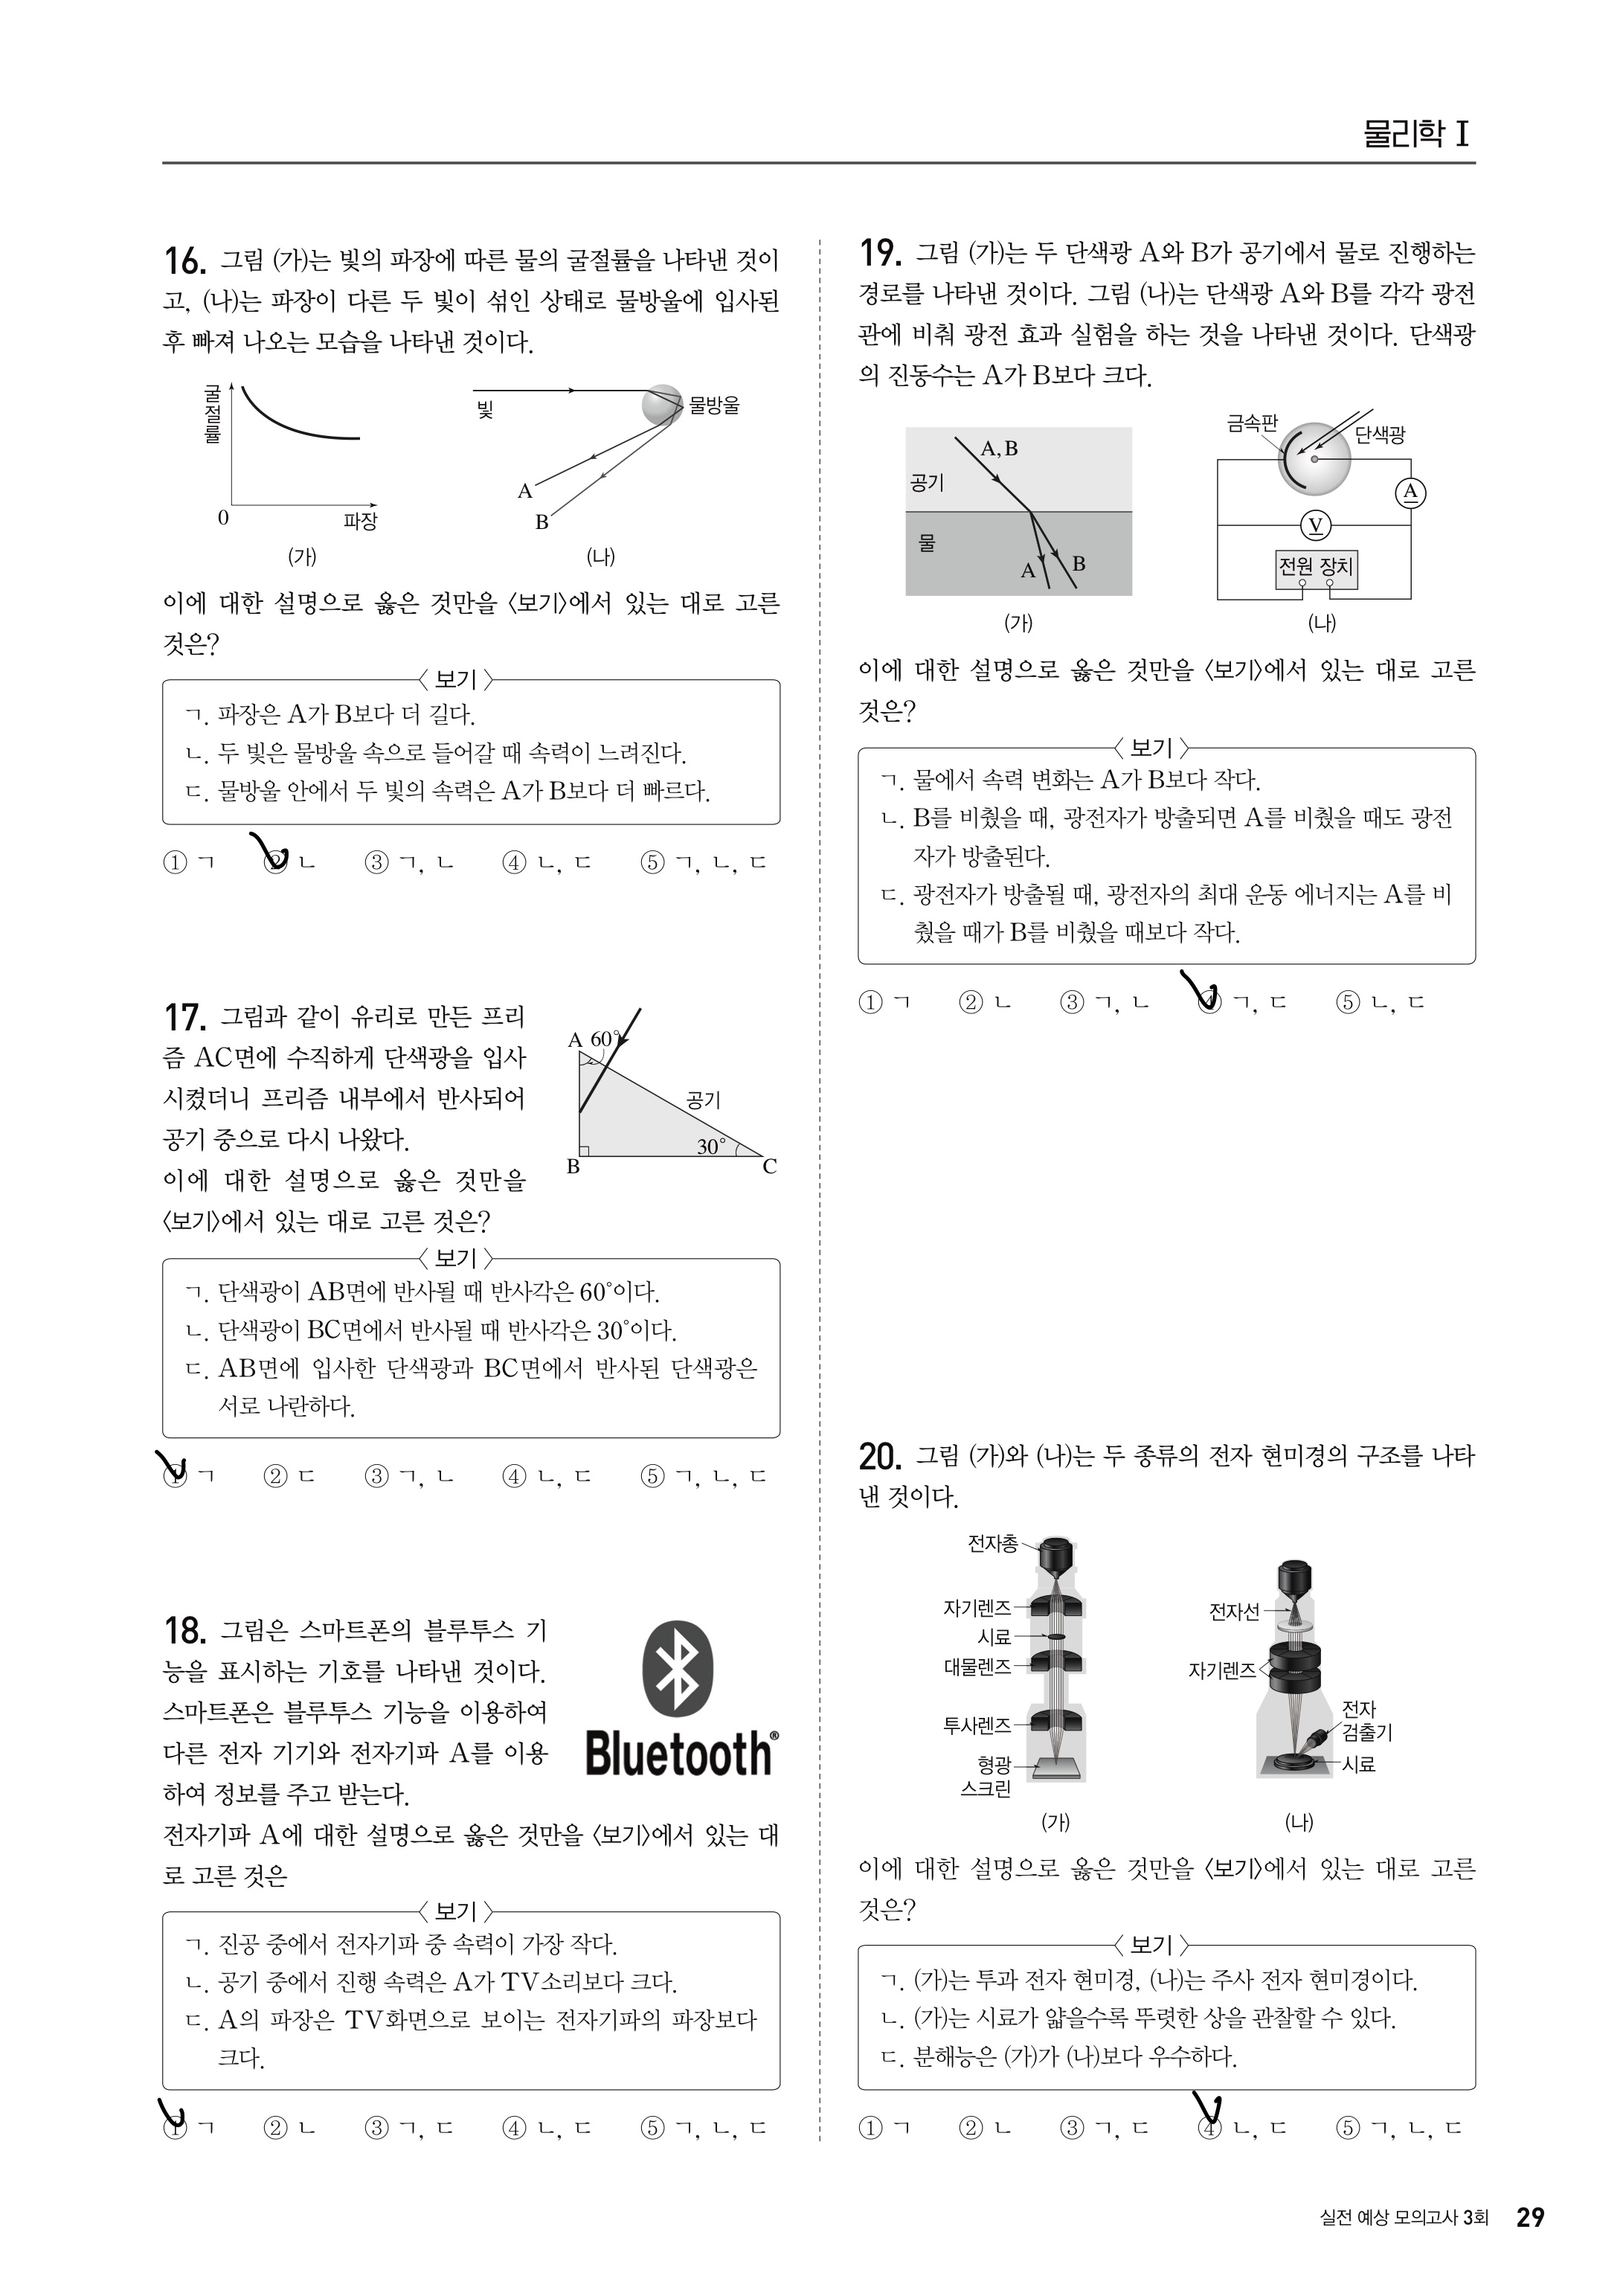 물리학 I
16. 그림 (가)는 빛의 파장에 따른 물의 굴절률을 나타낸 것이
고, (나)는 파장이 다른 두 빛이 섞인 상태로 물방울에 입사된
후 빠져 나오는 모습을 나타낸 것이다.
굴절률
0
파장
(가)
빛
물방울
A
B
(나)
이에 대한 설명으로 옳은 것만을 〈보기〉에서 있는 대로 고른
것은?
〈보기〉
ㄱ. 파장은 A가 B보다 더 길다.
ㄴ. 두 빛은 물방울 속으로 들어갈 때 속력이 느려진다.
ㄷ. 물방울 안에서 두 빛의 속력은 A가 B보다 더 빠르다.
① ㄱ ② ㄴ ③ ㄱ, ㄴ ④ ㄴ, ㄷ ⑤ ㄱ, ㄴ, ㄷ
17. 그림과 같이 유리로 만든 프리
즘 AC면에 수직하게 단색광을 입사
시켰더니 프리즘 내부에서 반사되어
공기 중으로 다시 나왔다.
이에 대한 설명으로 옳은 것만을
〈보기〉에서 있는 대로 고른 것은?
A 60°
공기
30°
B
C
〈보기〉
ㄱ. 단색광이 AB면에 반사될 때 반사각은 60°이다.
ㄴ. 단색광이 BC면에서 반사될 때 반사각은 30°이다.
ㄷ. AB면에 입사한 단색광과 BC면에서 반사된 단색광은
서로 나란하다.
① ㄱ ② ㄷ ③ ㄱ, ㄴ ④ ㄴ, ㄷ ⑤ ㄱ, ㄴ, ㄷ
18. 그림은 스마트폰의 블루투스 기
능을 표시하는 기호를 나타낸 것이다.
스마트폰은 블루투스 기능을 이용하여
다른 전자 기기와 전자기파 A를 이용
하여 정보를 주고 받는다.
Bluetooth®
전자기파 A에 대한 설명으로 옳은 것만을 〈보기〉에서 있는 대
로 고른 것은
〈보기〉
ㄱ. 진공 중에서 전자기파 중 속력이 가장 작다.
ㄴ. 공기 중에서 진행 속력은 A가 TV소리보다 크다.
ㄷ. A의 파장은 TV화면으로 보이는 전자기파의 파장보다
크다.
① ㄱ ② ㄴ ③ ㄱ, ㄷ ④ ㄴ, ㄷ ⑤ ㄱ, ㄴ, ㄷ
19. 그림 (가)는 두 단색광 A와 B가 공기에서 물로 진행하는
경로를 나타낸 것이다. 그림 (나)는 단색광 A와 B를 각각 광전
관에 비춰 광전 효과 실험을 하는 것을 나타낸 것이다. 단색광
의 진동수는 A가 B보다 크다.
A, B
공기
물
A
B
(가)
금속판
단색광
A
V
전원 장치
(나)
이에 대한 설명으로 옳은 것만을 〈보기〉에서 있는 대로 고른
것은?
〈보기〉
ㄱ. 물에서 속력 변화는 A가 B보다 작다.
ㄴ. B를 비췄을 때, 광전자가 방출되면 A를 비췄을 때도 광전
자가 방출된다.
ㄷ. 광전자가 방출될 때, 광전자의 최대 운동 에너지는 A를 비
췄을 때가 B를 비췄을 때보다 작다.
① ㄱ ② ㄴ ③ ㄱ, ㄴ ④ ㄱ, ㄷ ⑤ ㄴ, ㄷ
20. 그림 (가)와 (나)는 두 종류의 전자 현미경의 구조를 나타
낸 것이다.
전자총
자기렌즈
시료
대물렌즈
투사렌즈
형광
스크린
(가)
전자선
자기렌즈
전자
검출기
시료
(나)
이에 대한 설명으로 옳은 것만을 〈보기〉에서 있는 대로 고른
것은?
〈보기〉
ㄱ. (가)는 투과 전자 현미경, (나)는 주사 전자 현미경이다.
ㄴ. (가)는 시료가 얇을수록 뚜렷한 상을 관찰할 수 있다.
ㄷ. 분해능은 (가)가 (나)보다 우수하다.
① ㄱ ② ㄴ ③ ㄱ, ㄷ ④ ㄴ, ㄷ ⑤ ㄱ, ㄴ, ㄷ
실전 예상 모의고사 3회 29